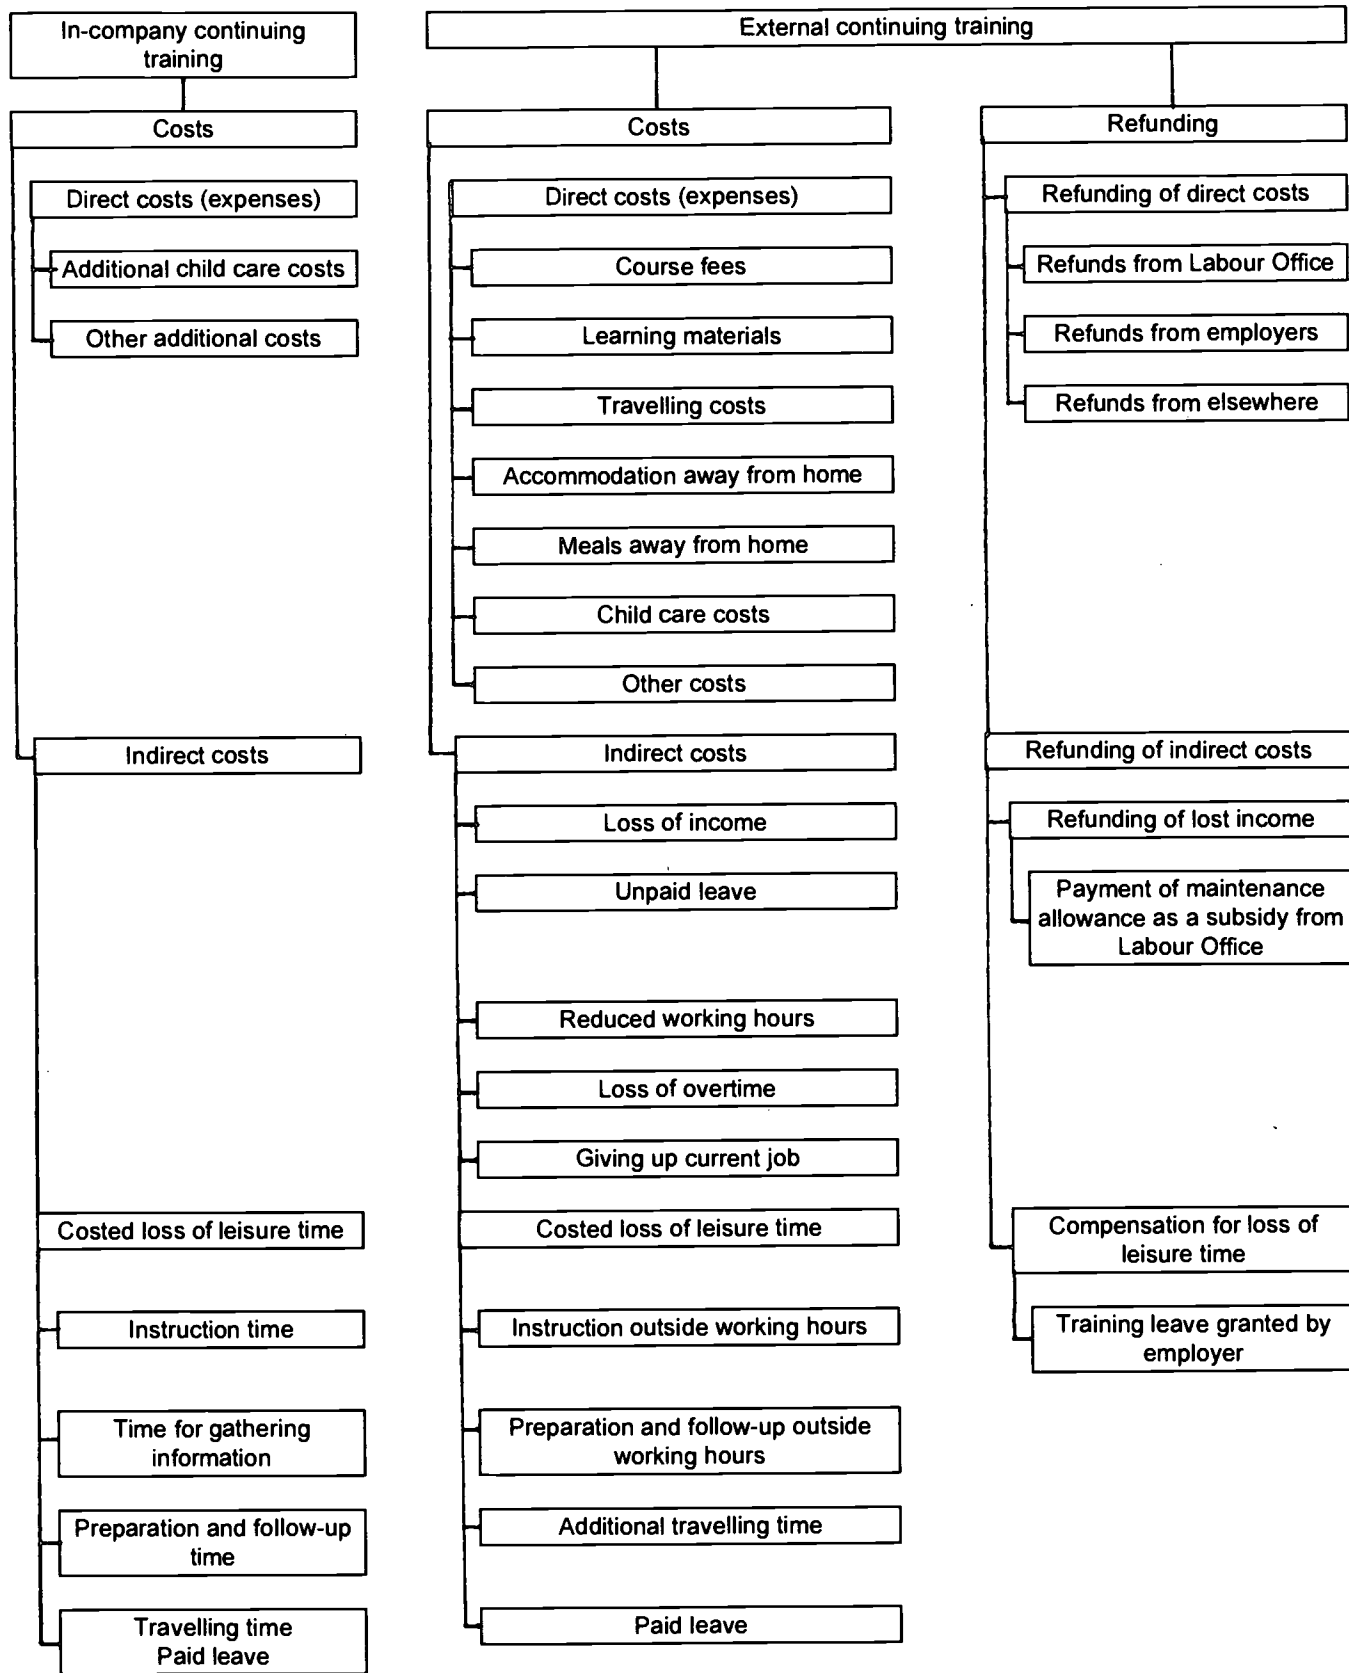 In-company continuing
training
Costs
Direct costs (expenses)
Additional child care costs
Other additional costs
Indirect costs
Costed loss of leisure time
Instruction time
Time for gathering
information
Preparation and follow-up
time
Travelling time
Paid leave
External continuing training
Costs
Direct costs (expenses)
Course fees
Learning materials
Travelling costs
Accommodation away from home
Meals away from home
Child care costs
Other costs
Indirect costs
Loss of income
Unpaid leave
Reduced working hours
Loss of overtime
Giving up current job
Costed loss of leisure time
Instruction outside working hours
Preparation and follow-up outside
working hours
Additional travelling time
Paid leave
Refunding
Refunding of direct costs
Refunds from Labour Office
Refunds from employers
Refunds from elsewhere
Refunding of indirect costs
Refunding of lost income
Payment of maintenance
allowance as a subsidy from
Labour Office
Compensation for loss of
leisure time
Training leave granted by
employer